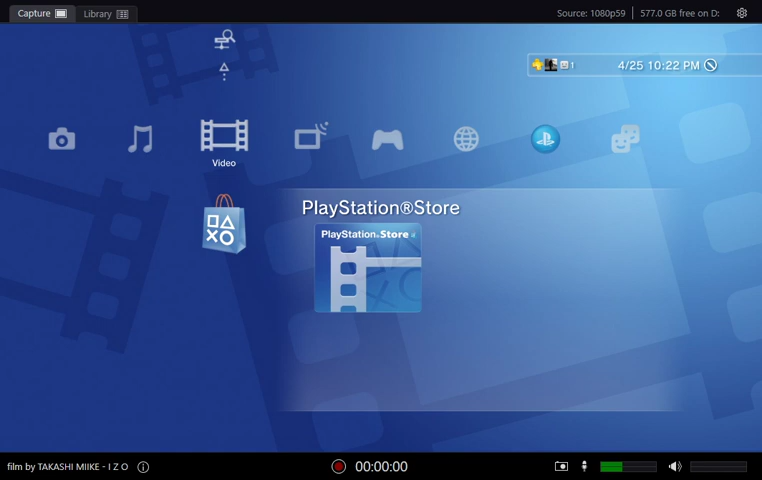 Capture
Library
Source: 1080p59
577.0 GB free on D:
1
4/25 10:22 PM
Video
PlayStation®Store
PlayStation®Store
film by TAKASHI MIIKE - I Z O
00:00:00